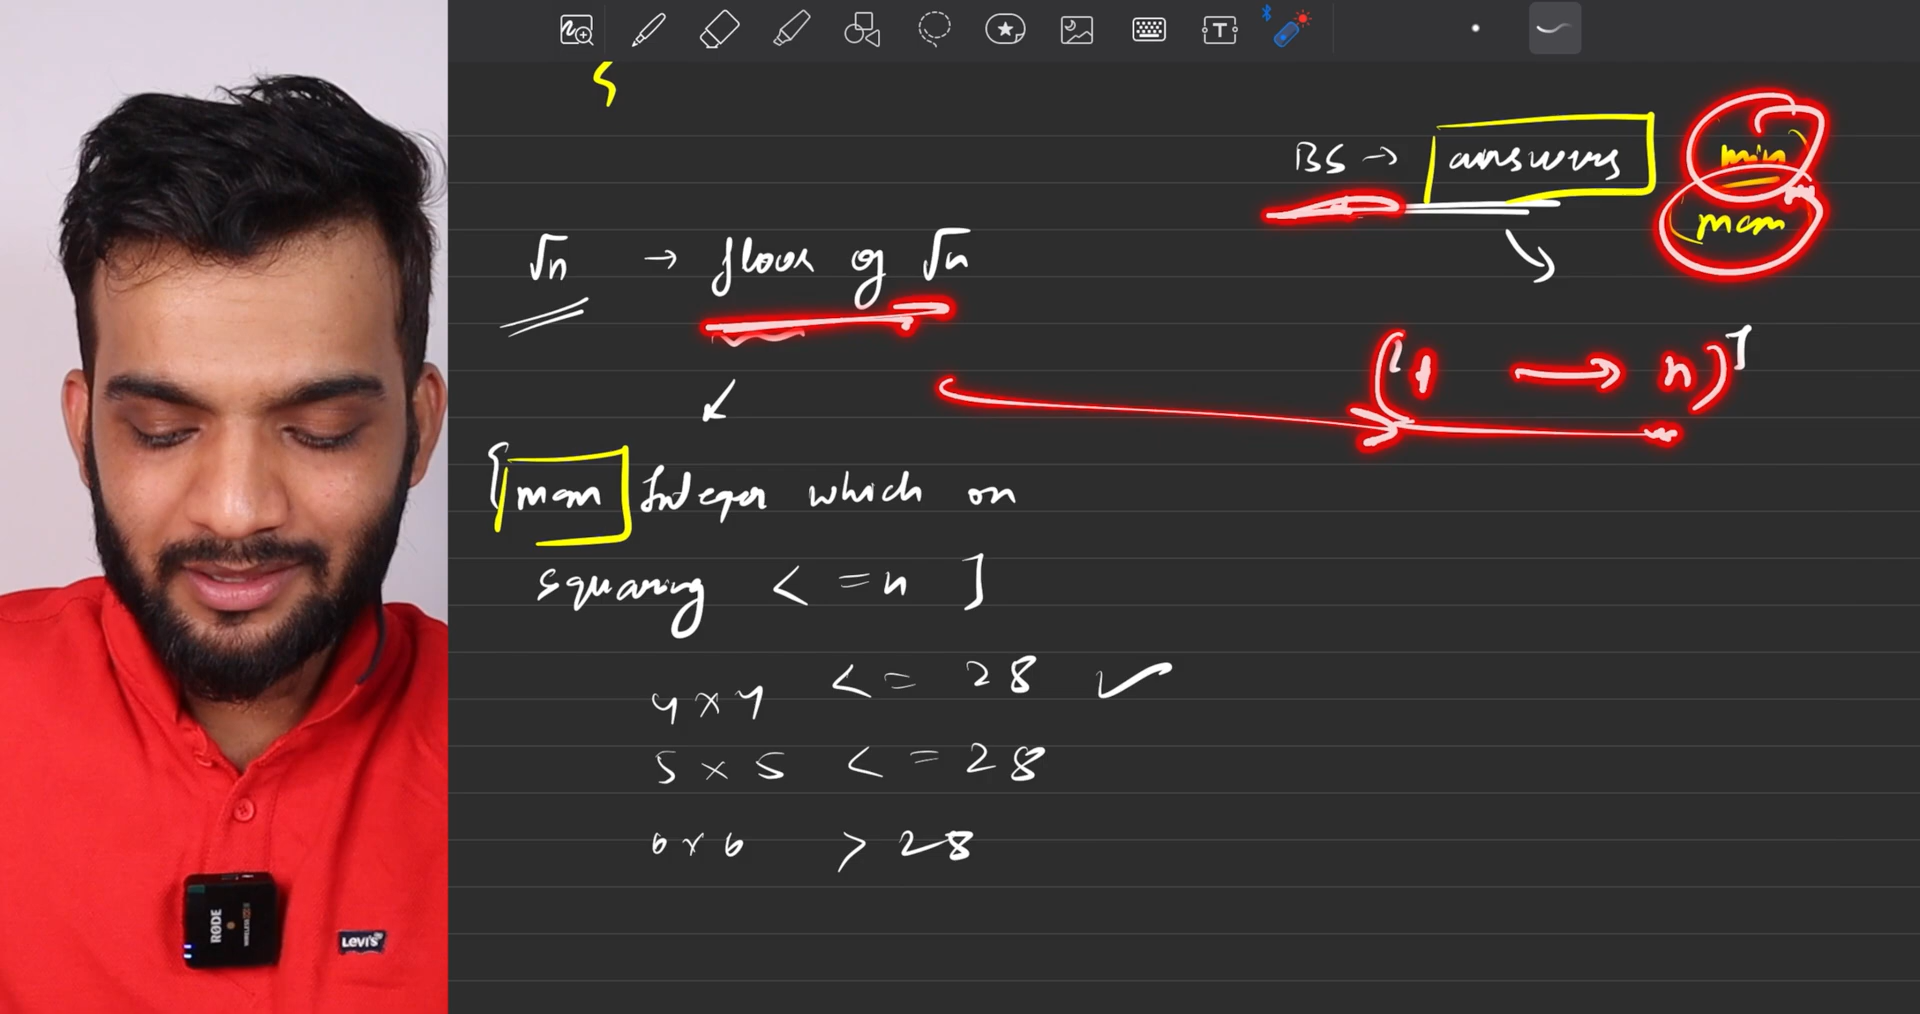 BS → answers min
max
√n → floor of √n
[1 → n]
[max Integer which on
squaring <= n ]
4 x 4 <= 28 ✓
5 x 5 <= 28
6 x 6 > 28
T
RØDE
Levi's